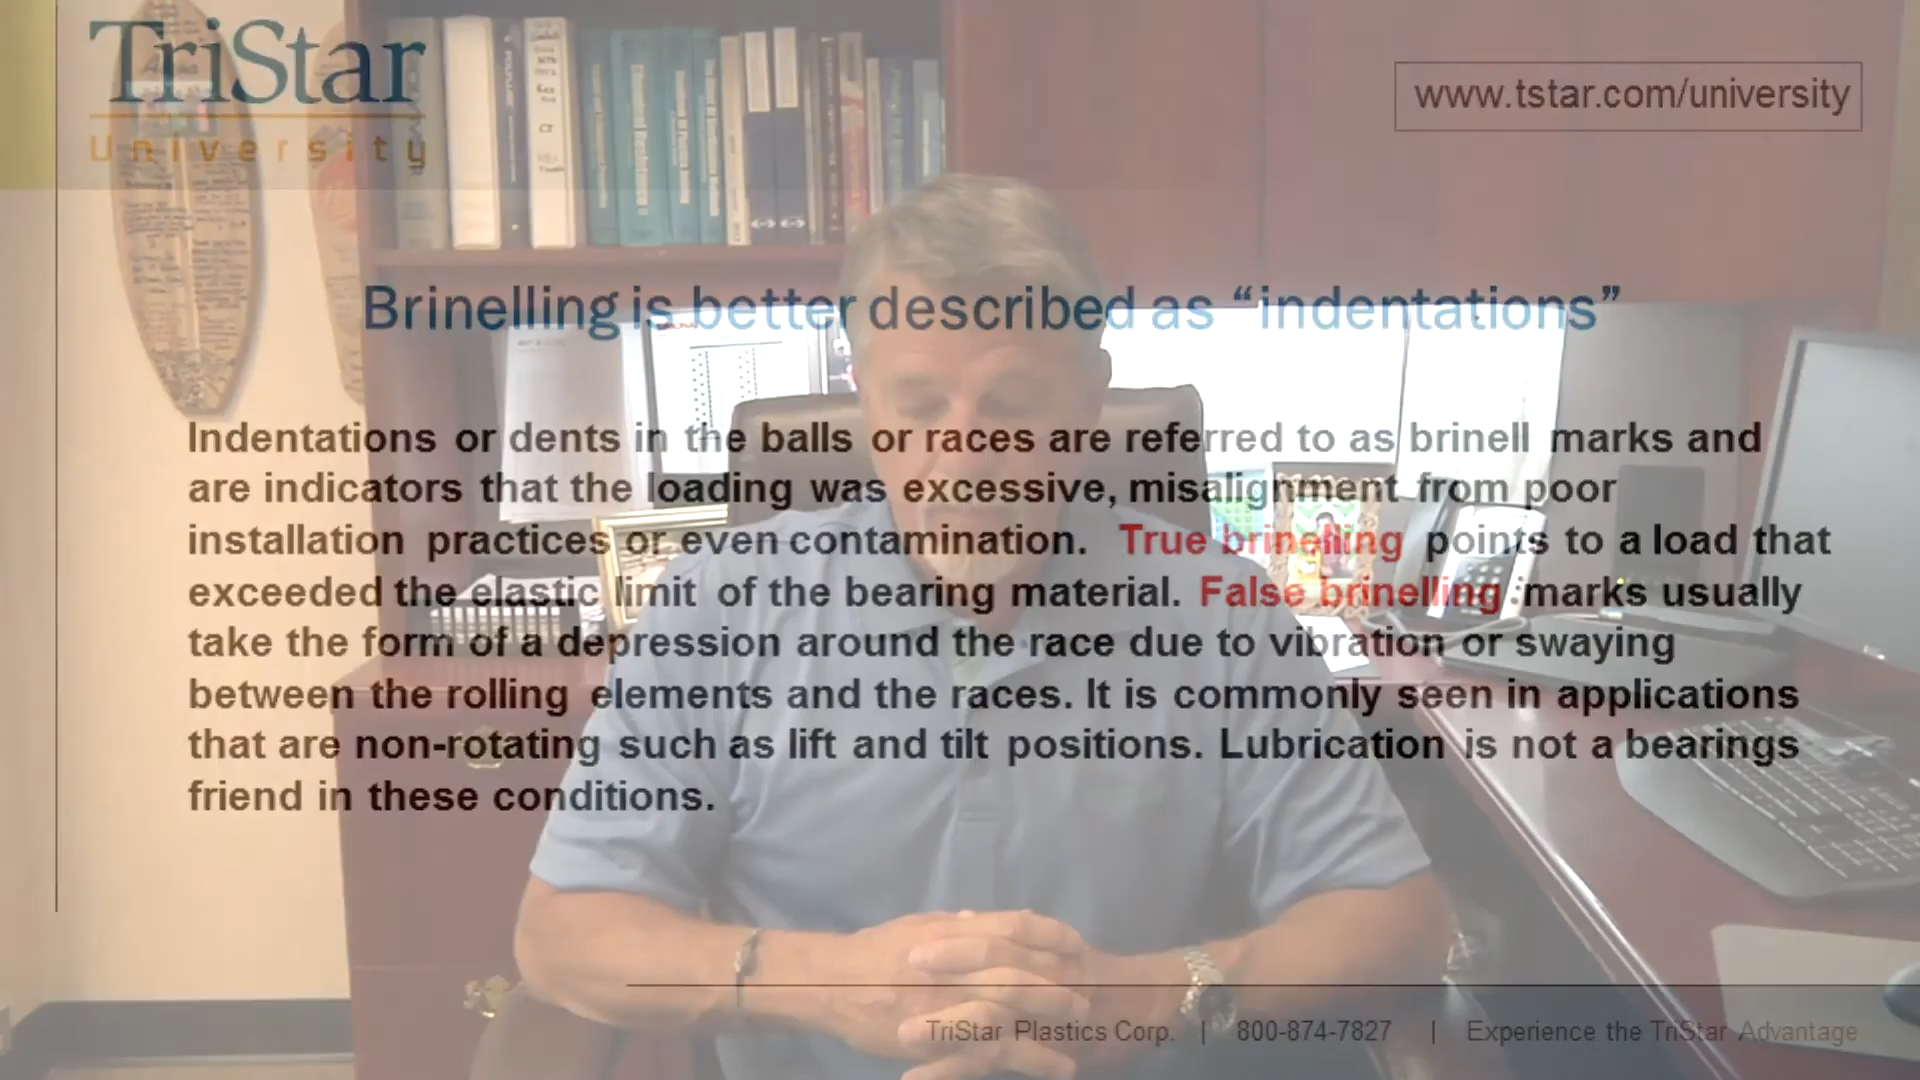 TriStar
University
www.tstar.com/university
Brinelling is better described as “indentations”
Indentations or dents in the balls or races are referred to as brinell marks and
are indicators that the loading was excessive, misalignment from poor
installation practices or even contamination. True brinelling points to a load that
exceeded the elastic limit of the bearing material. False brinelling marks usually
take the form of a depression around the race due to vibration or swaying
between the rolling elements and the races. It is commonly seen in applications
that are non-rotating such as lift and tilt positions. Lubrication is not a bearings
friend in these conditions.
TriStar Plastics Corp. | 800-874-7827 | Experience the TriStar Advantage